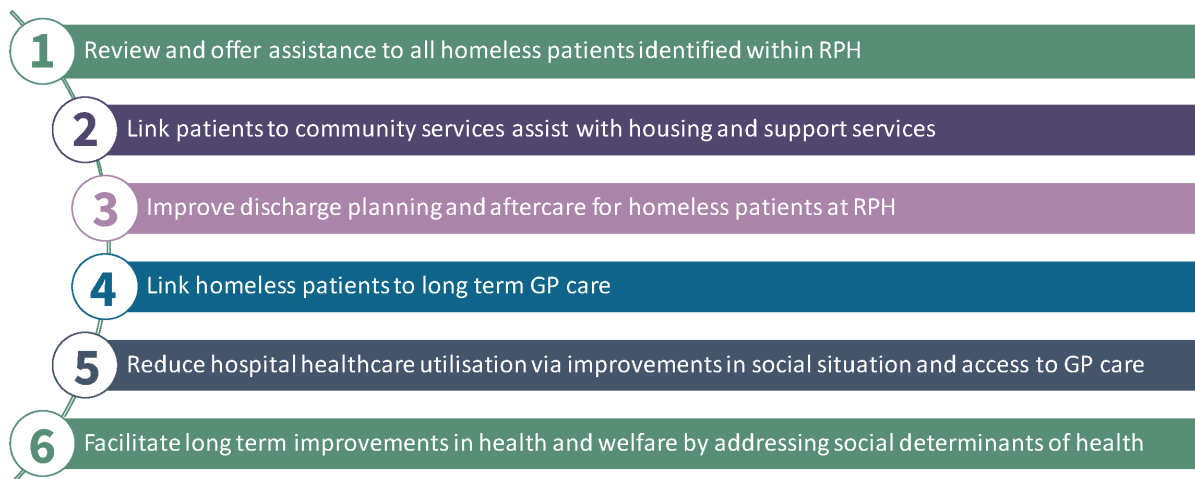 1 Review and offer assistance to all homeless patients identified within RPH
2 Link patients to community services assist with housing and support services
3 Improve discharge planning and aftercare for homeless patients at RPH
4 Link homeless patients to long term GP care
5 Reduce hospital healthcare utilisation via improvements in social situation and access to GP care
6 Facilitate long term improvements in health and welfare by addressing social determinants of health